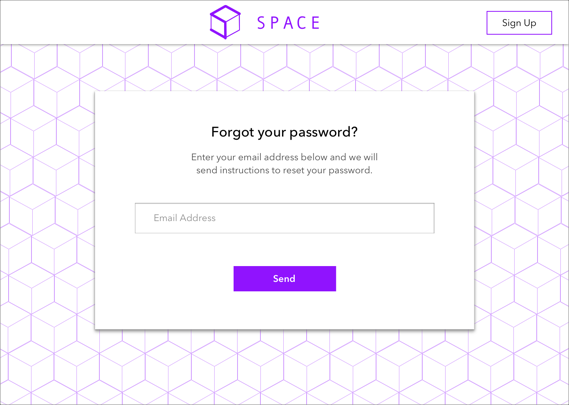 SPACE
Sign Up
Forgot your password?
Enter your email address below and we will
send instructions to reset your password.
Email Address
Send